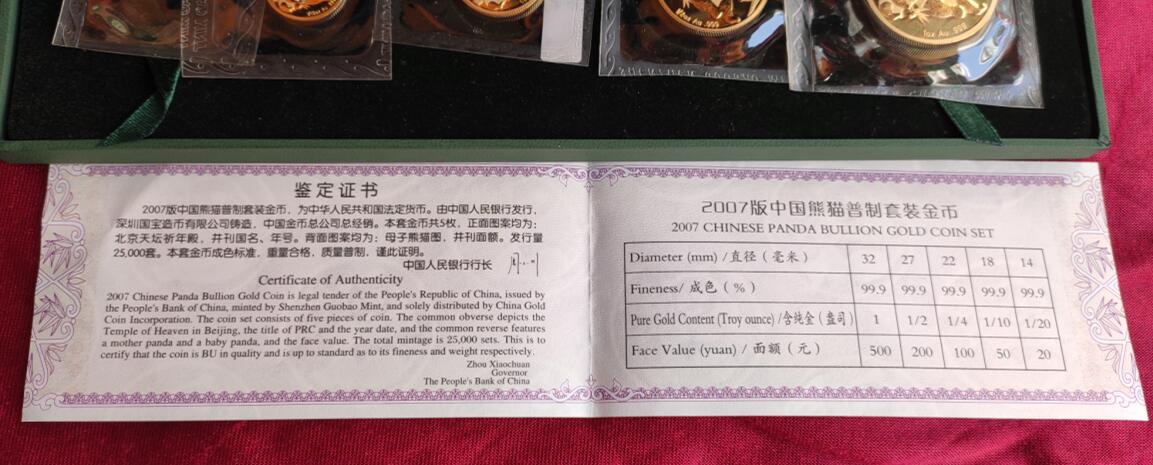 ½oz Au .999
1oz Au .999
鉴定证书
2007版中国熊猫普制套装金币，为中华人民共和国法定货币。由中国人民银行发行，
深圳国宝造币有限公司铸造，中国金币总公司总经销。本套金币共5枚，正面图案均为：
北京天坛祈年殿，并刊国名、年号。背面图案均为：母子熊猫图，并刊面额。发行量
25,000套。本套金币成色标准，重量合格，质量普制，谨此证明。
中国人民银行行长
Certificate of Authenticity
2007 Chinese Panda Bullion Gold Coin is legal tender of the People's Republic of China, issued by
the People's Bank of China, minted by Shenzhen Guobao Mint, and solely distributed by China Gold
Coin Incorporation. The coin set consists of five pieces of coin. The common obverse depicts the
Temple of Heaven in Beijing, the title of PRC and the year date, and the common reverse features
a mother panda and a baby panda, and the face value. The total mintage is 25,000 sets. This is to
certify that the coin is BU in quality and is up to standard as to its fineness and weight respectively.
Zhou Xiaochuan
Governor
The People's Bank of China
2007版中国熊猫普制套装金币
2007 CHINESE PANDA BULLION GOLD COIN SET
Diameter (mm) /直径（毫米） 32 27 22 18 14
Fineness/ 成色（%） 99.9 99.9 99.9 99.9 99.9
Pure Gold Content (Troy ounce) /含纯金（盎司） 1 1/2 1/4 1/10 1/20
Face Value (yuan) / 面额（元） 500 200 100 50 20